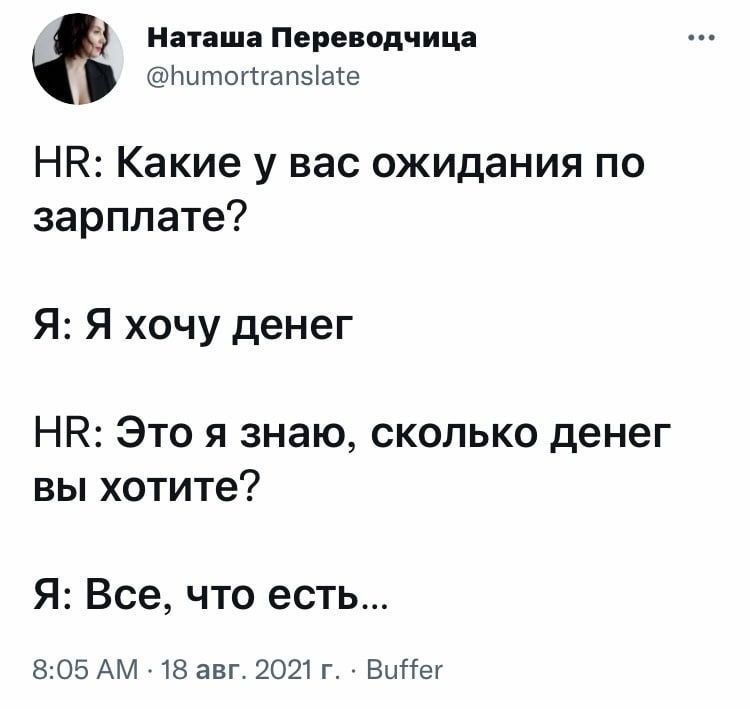 Наташа Переводчица
@humortranslate
HR: Какие у вас ожидания по
зарплате?
Я: Я хочу денег
HR: Это я знаю, сколько денег
вы хотите?
Я: Все, что есть...
8:05 AM · 18 авг. 2021 г. · Buffer